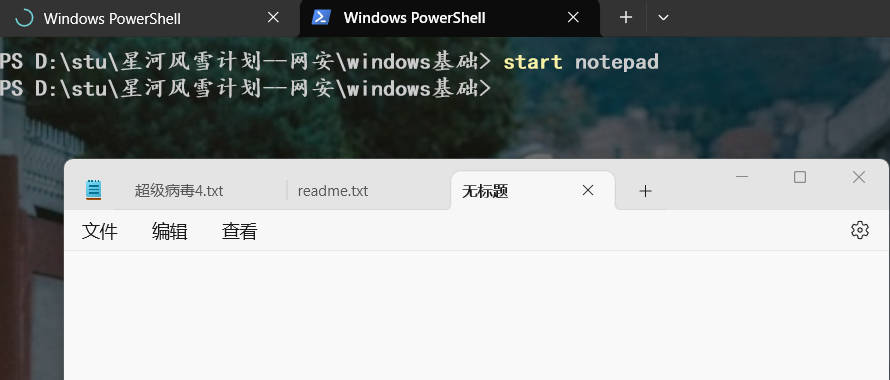 Windows PowerShell Windows PowerShell
PS D:\stu\星河风雪计划--网安\windows基础> start notepad
PS D:\stu\星河风雪计划--网安\windows基础>
超级病毒4.txt readme.txt 无标题
文件 编辑 查看